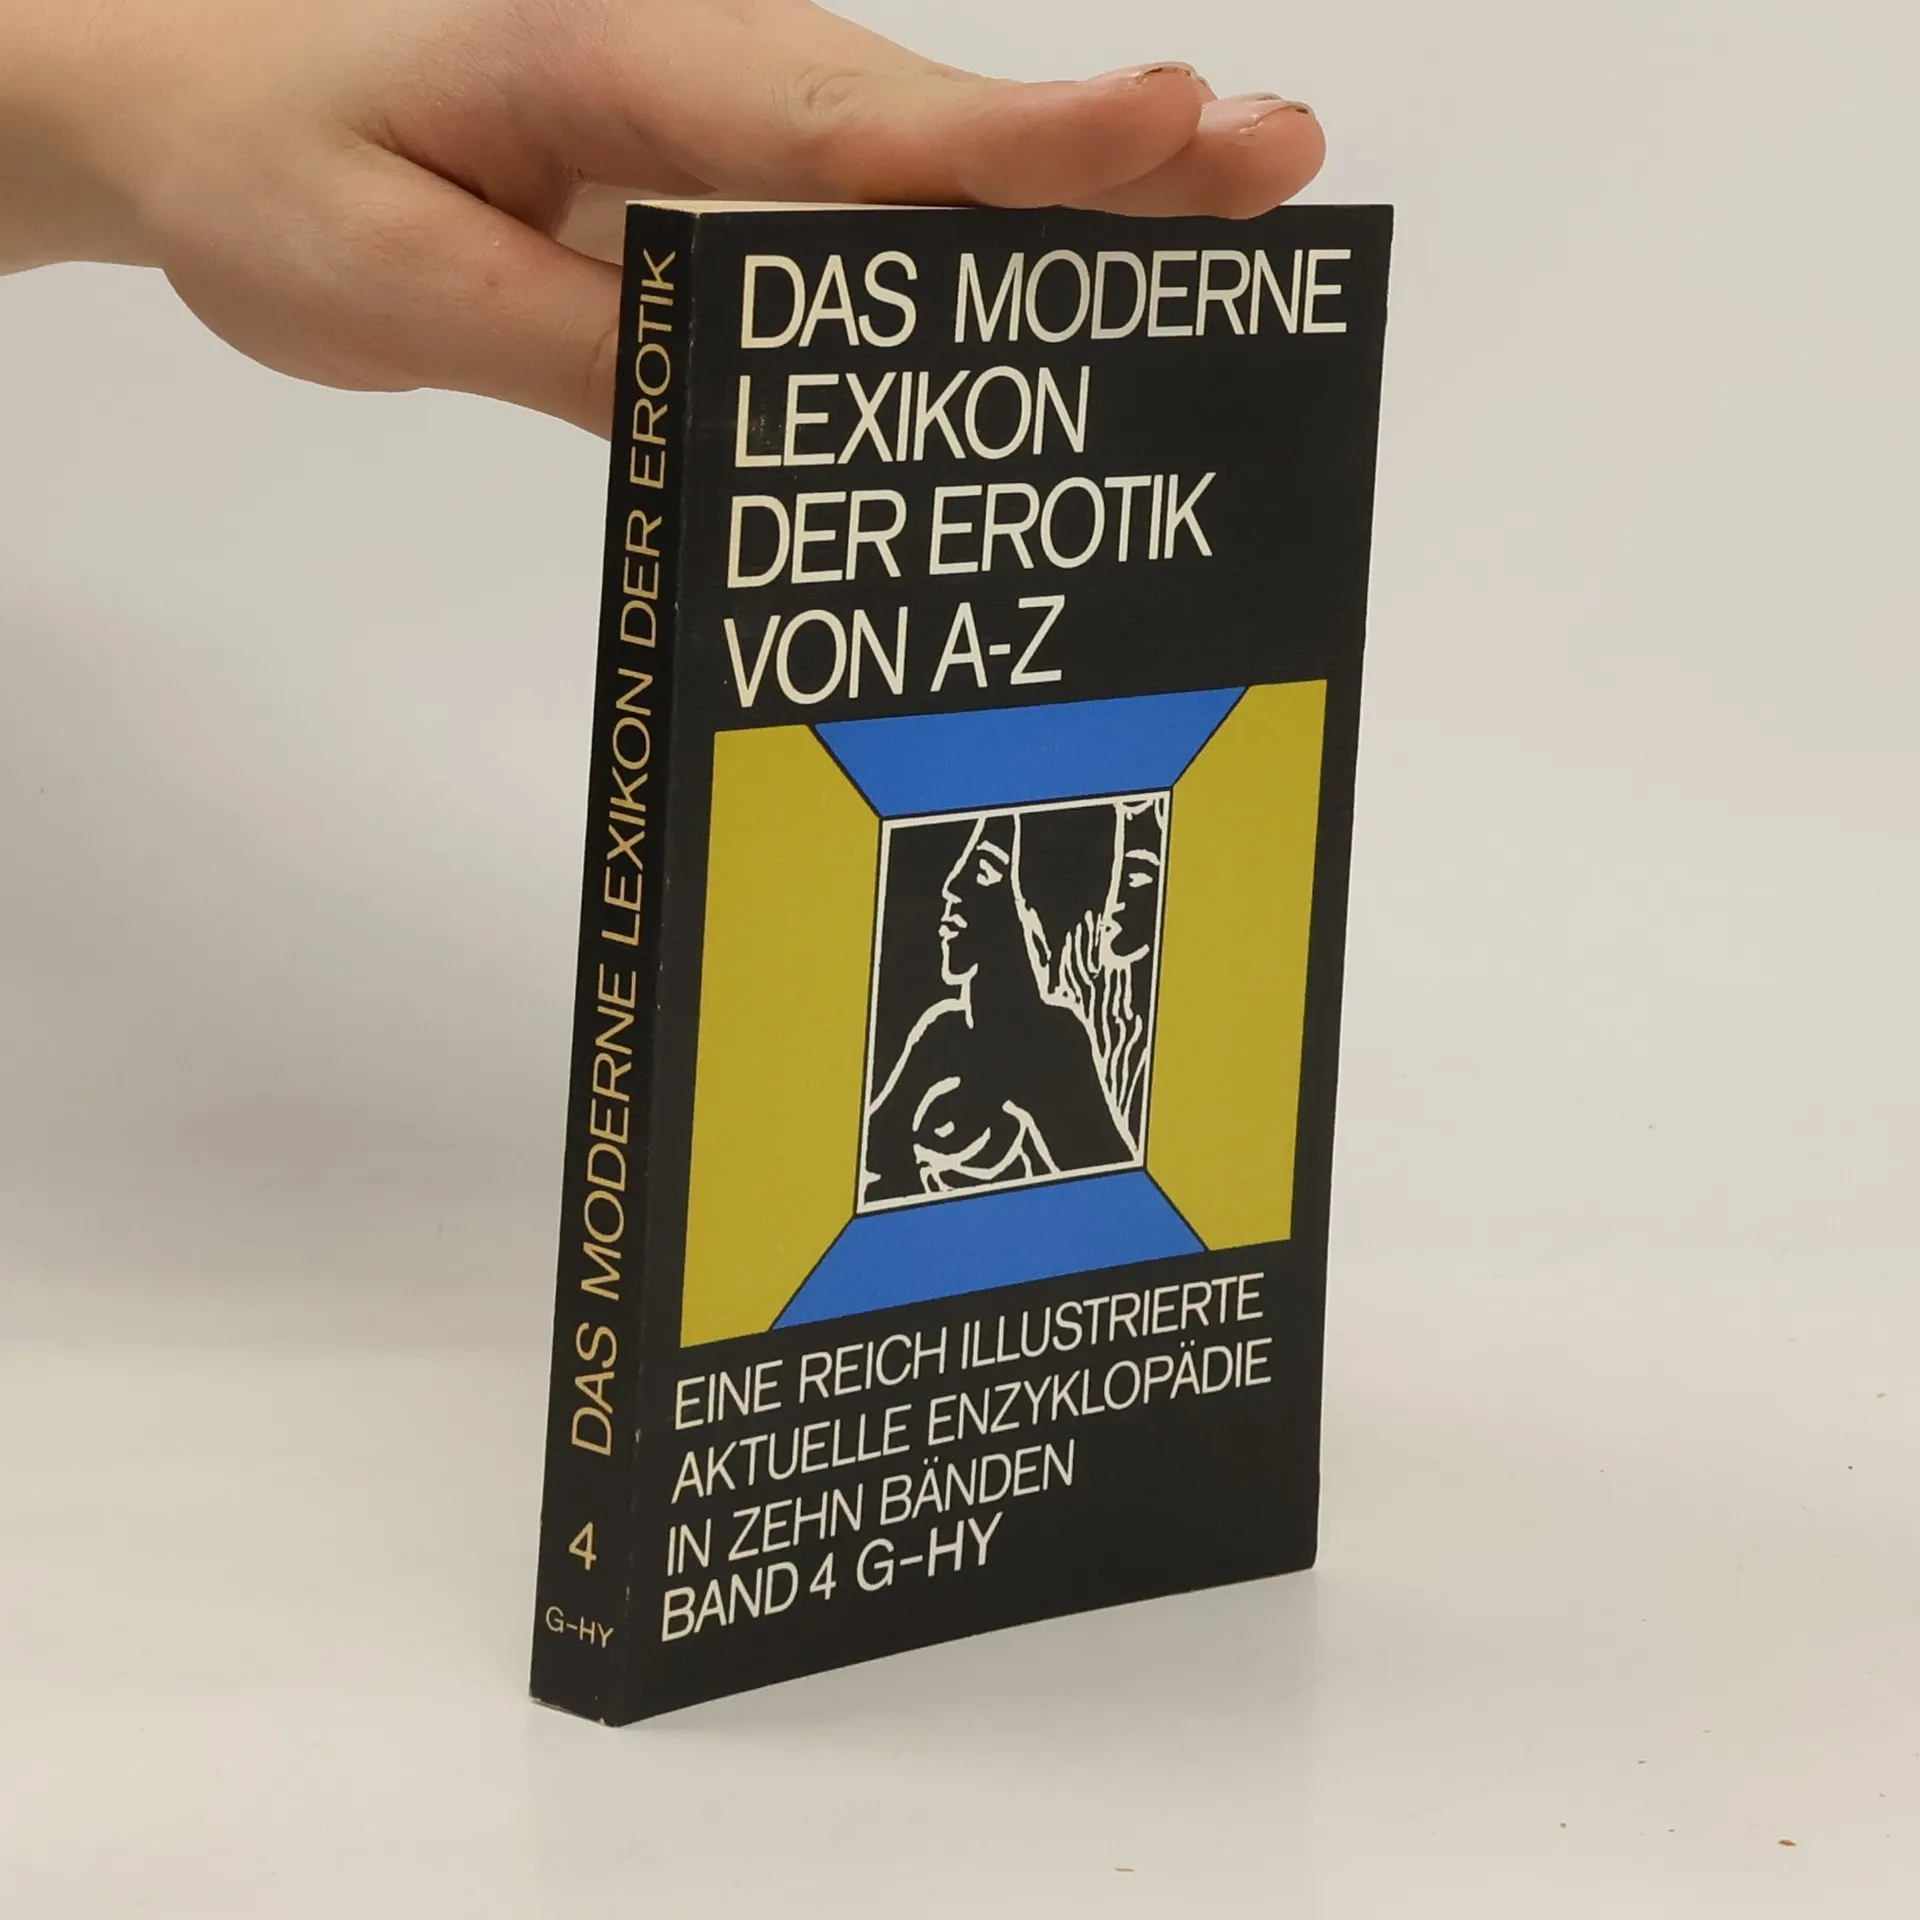 DAS MODERNE
LEXIKON
DER EROTIK
VON A-Z
EINE REICH ILLUSTRIERTE
AKTUELLE ENZYKLOPÄDIE
IN ZEHN BÄNDEN
BAND 4 G-HY
DAS MODERNE LEXIKON DER EROTIK
4
G-HY